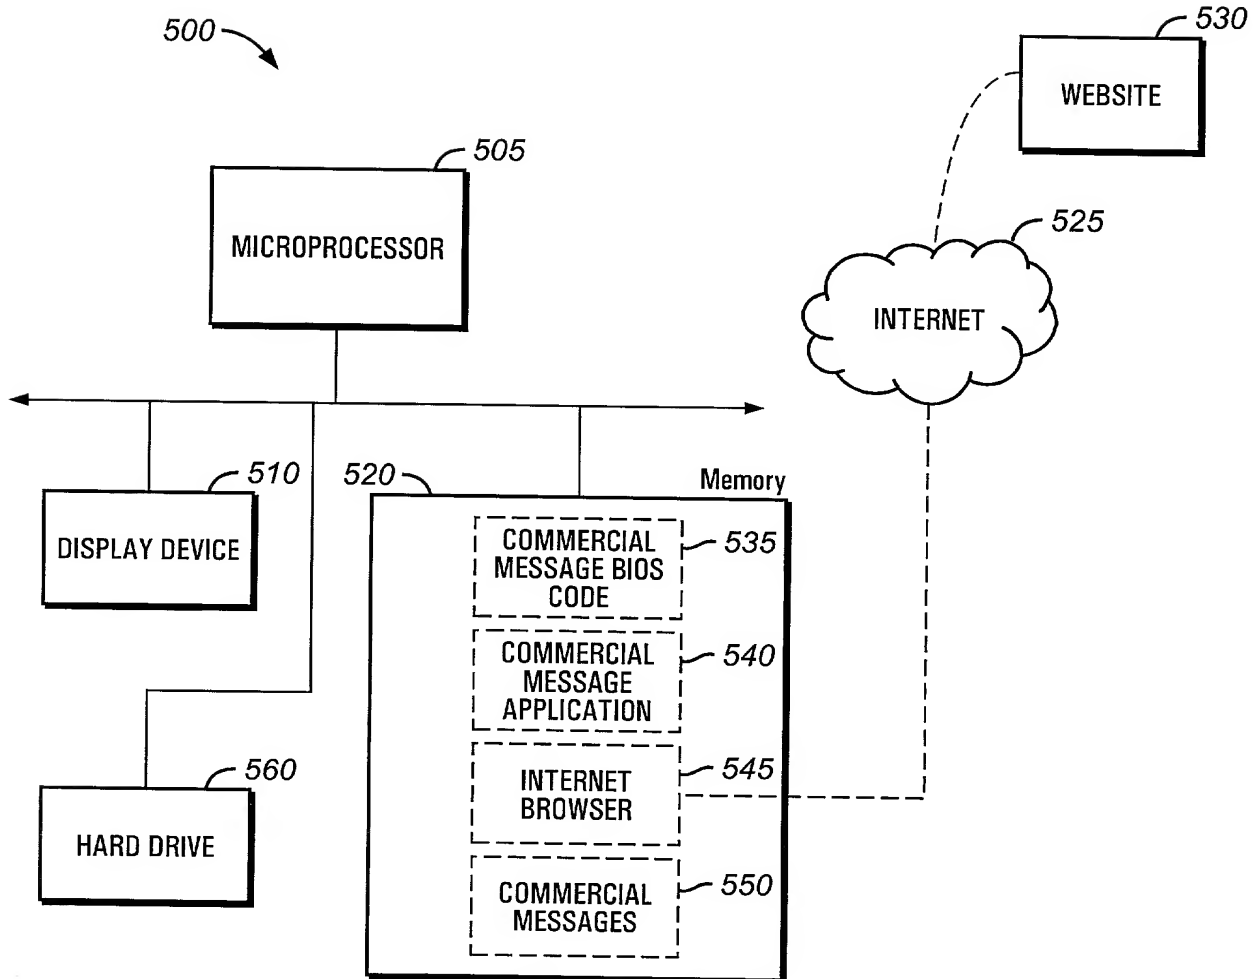 500
530
WEBSITE
505
MICROPROCESSOR
525
INTERNET
510
DISPLAY DEVICE
520
Memory
COMMERCIAL
MESSAGE BIOS
CODE
535
COMMERCIAL
MESSAGE
APPLICATION
540
INTERNET
BROWSER
545
560
HARD DRIVE
COMMERCIAL
MESSAGES
550